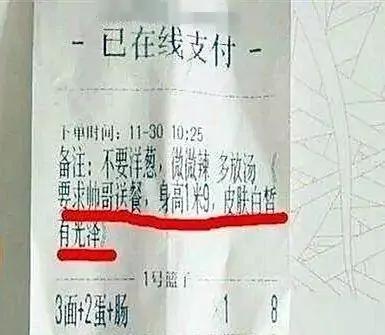 - 已在线支付 -
下单时间: 11-30 10:25
备注: 不要洋葱, 微微辣 多放汤
要求帅哥送餐, 身高1米9, 皮肤白皙
有光泽
1号篮子
3面+2蛋+肠 ×1 8